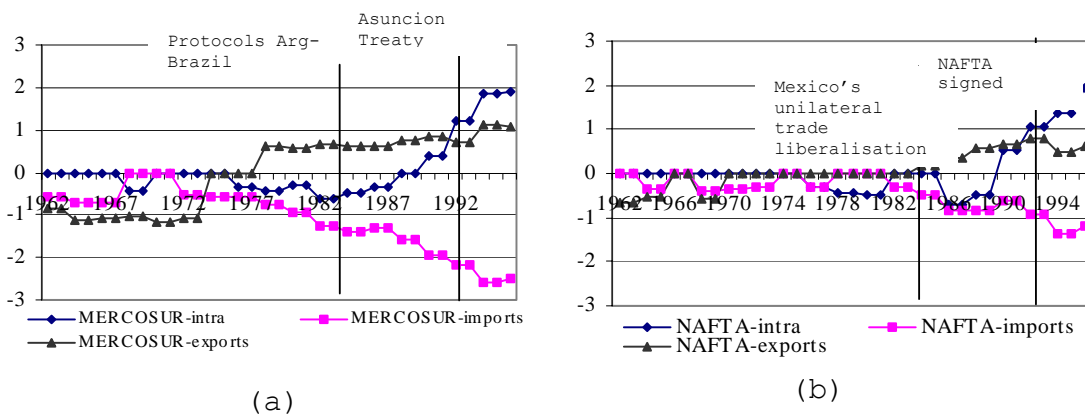 Protocols Arg-
Brazil
Asuncion
Treaty
3
2
1
0
-1
-2
-3
1962 1967 1972 1977 1982 1987 1992
MERCOSUR-intra MERCOSUR-imports
MERCOSUR-exports
(a)
Mexico's
unilateral
trade
liberalisation
NAFTA
signed
3
2
1
0
-1
-2
-3
1962 1966 1970 1974 1978 1982 1986 1990 1994
NAFTA-intra NAFTA-imports
NAFTA-exports
(b)